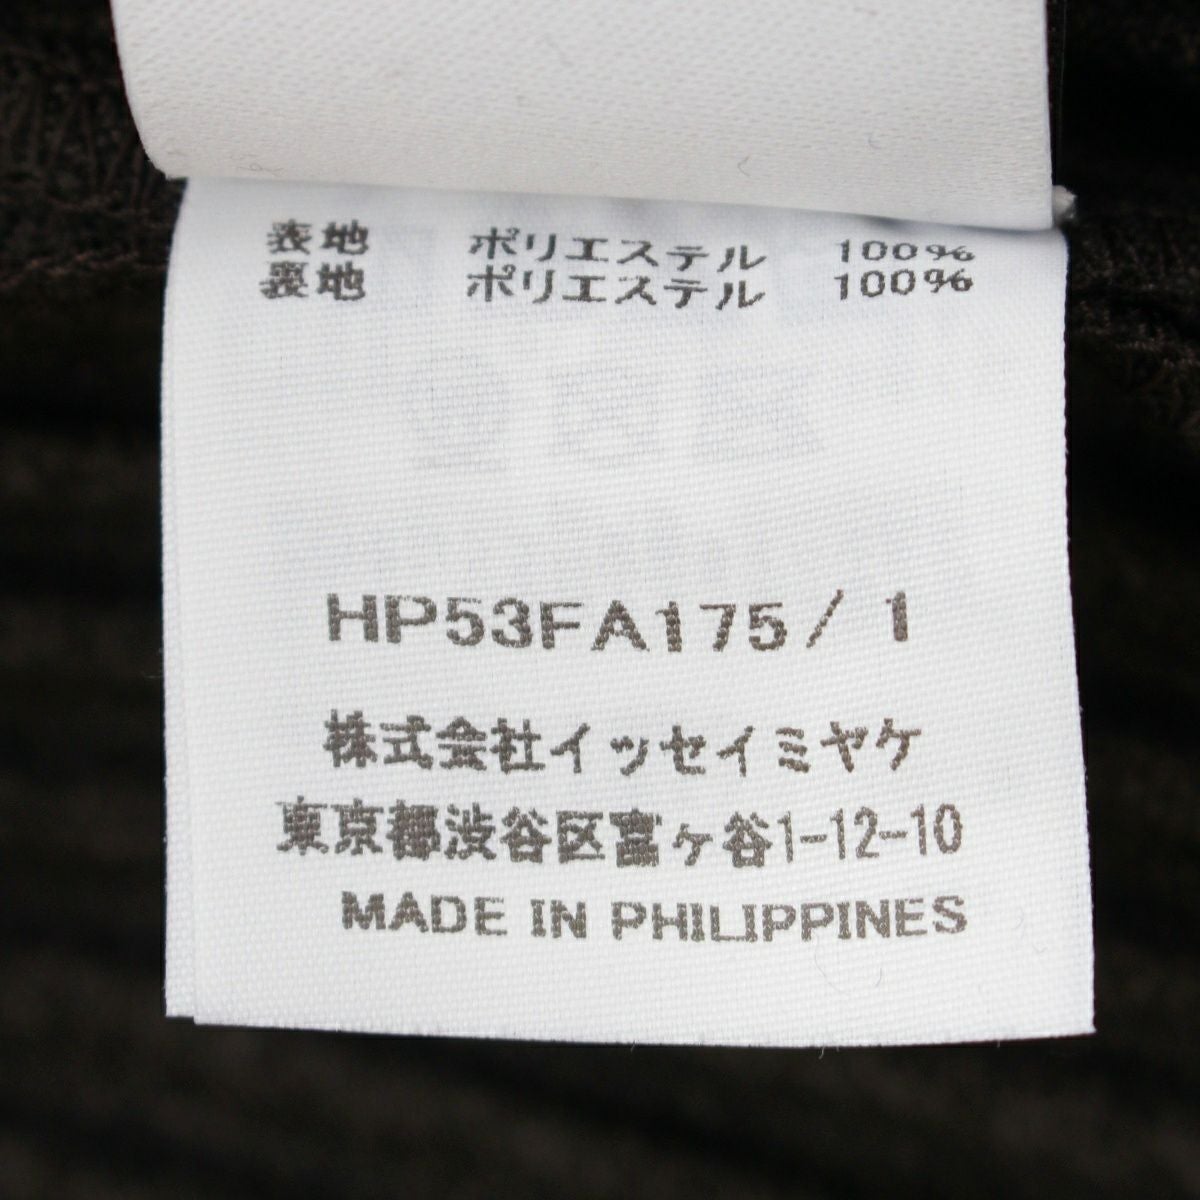 表地 ポリエステル 100%
裏地 ポリエステル 100%
HP53FA175/ 1
株式会社イッセイミヤケ
東京都渋谷区富ヶ谷1-12-10
MADE IN PHILIPPINES